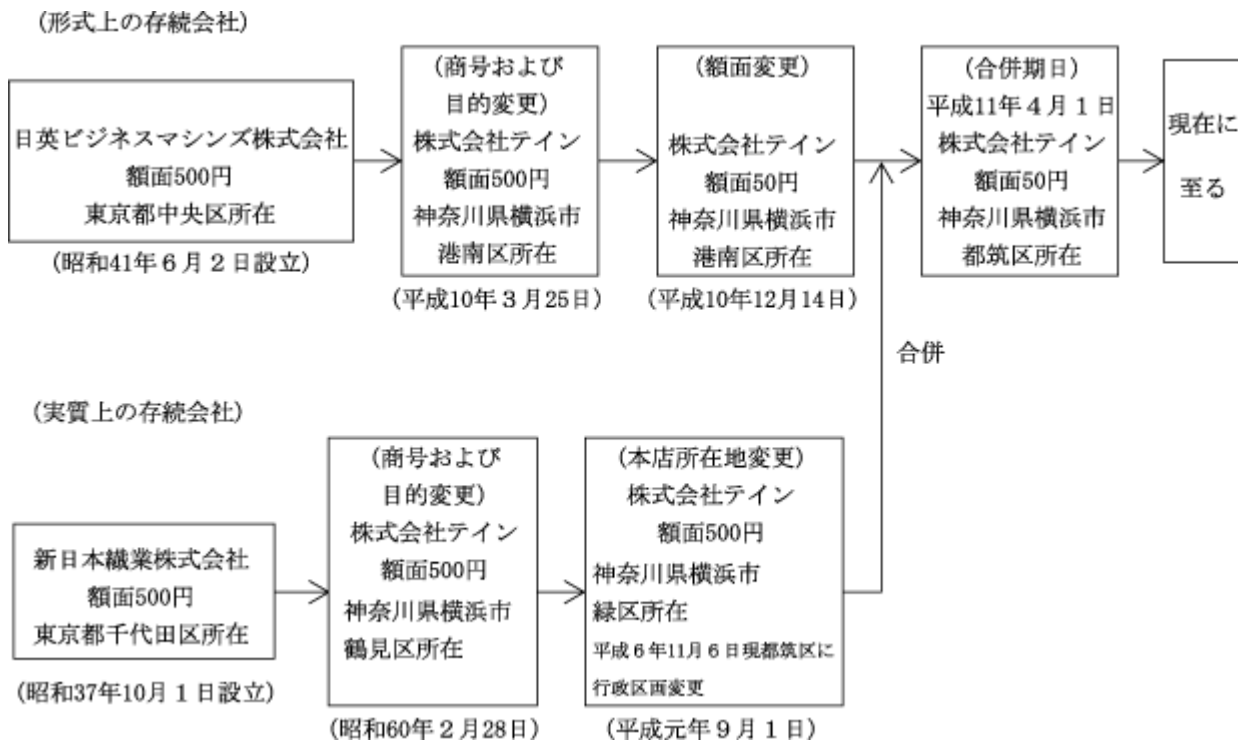 (形式上の存続会社)
日英ビジネスマシンズ株式会社
額面500円
東京都中央区所在
(昭和41年6月2日設立)
(商号および
目的変更)
株式会社テイン
額面500円
神奈川県横浜市
港南区所在
(平成10年3月25日)
(額面変更)
株式会社テイン
額面50円
神奈川県横浜市
港南区所在
(平成10年12月14日)
(合併期日)
平成11年4月1日
株式会社テイン
額面50円
神奈川県横浜市
都筑区所在
現在に
至る
合併
(実質上の存続会社)
新日本繊業株式会社
額面500円
東京都千代田区所在
(昭和37年10月1日設立)
(商号および
目的変更)
株式会社テイン
額面500円
神奈川県横浜市
鶴見区所在
(昭和60年2月28日)
(本店所在地変更)
株式会社テイン
額面500円
神奈川県横浜市
緑区所在
平成6年11月6日現都筑区に
行政区画変更
(平成元年9月1日)